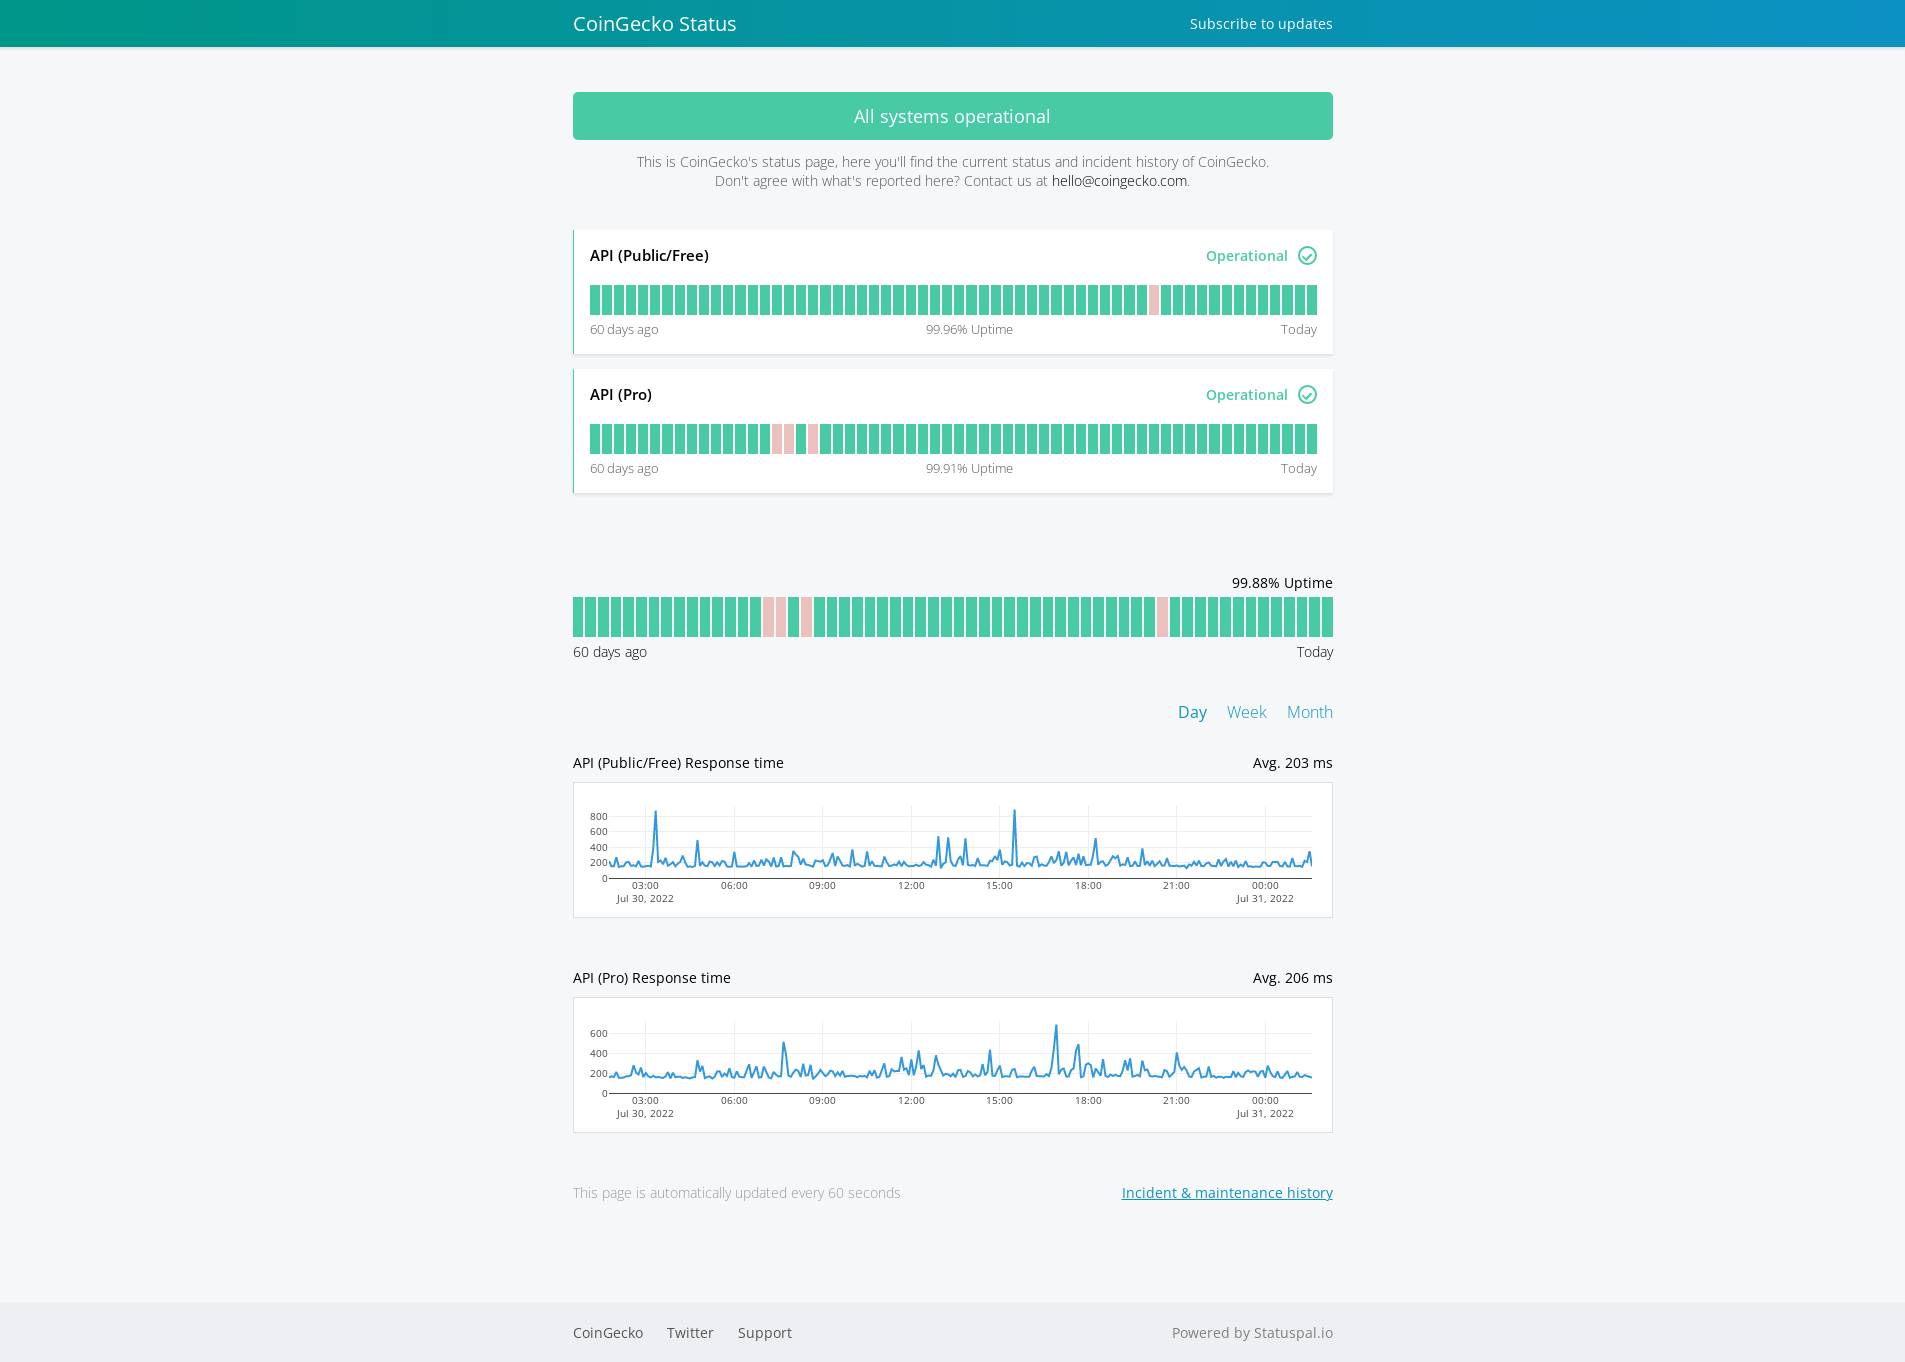 CoinGecko Status
Subscribe to updates
All systems operational
This is CoinGecko's status page, here you'll find the current status and incident history of CoinGecko.
Don't agree with what's reported here? Contact us at hello@coingecko.com.
API (Public/Free)
Operational
60 days ago
99.96% Uptime
Today
API (Pro)
Operational
60 days ago
99.91% Uptime
Today
99.88% Uptime
60 days ago
Today
Day Week Month
API (Public/Free) Response time
Avg. 203 ms
800
600
400
200
0
03:00 06:00 09:00 12:00 15:00 18:00 21:00 00:00
Jul 30, 2022 Jul 31, 2022
API (Pro) Response time
Avg. 206 ms
600
400
200
0
03:00 06:00 09:00 12:00 15:00 18:00 21:00 00:00
Jul 30, 2022 Jul 31, 2022
This page is automatically updated every 60 seconds
Incident & maintenance history
CoinGecko Twitter Support
Powered by Statuspal.io